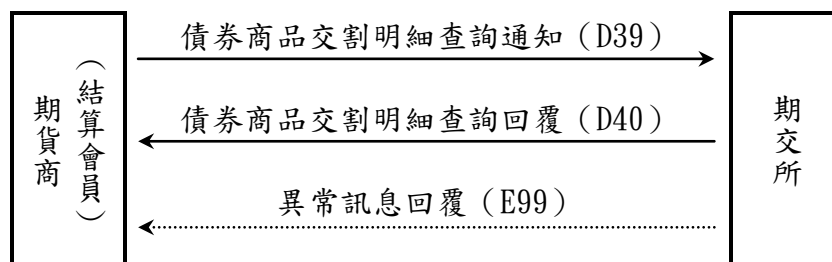 債券商品交割明細查詢通知（D39）
期貨商
（結算會員）
債券商品交割明細查詢回覆（D40）
期交所
異常訊息回覆（E99）